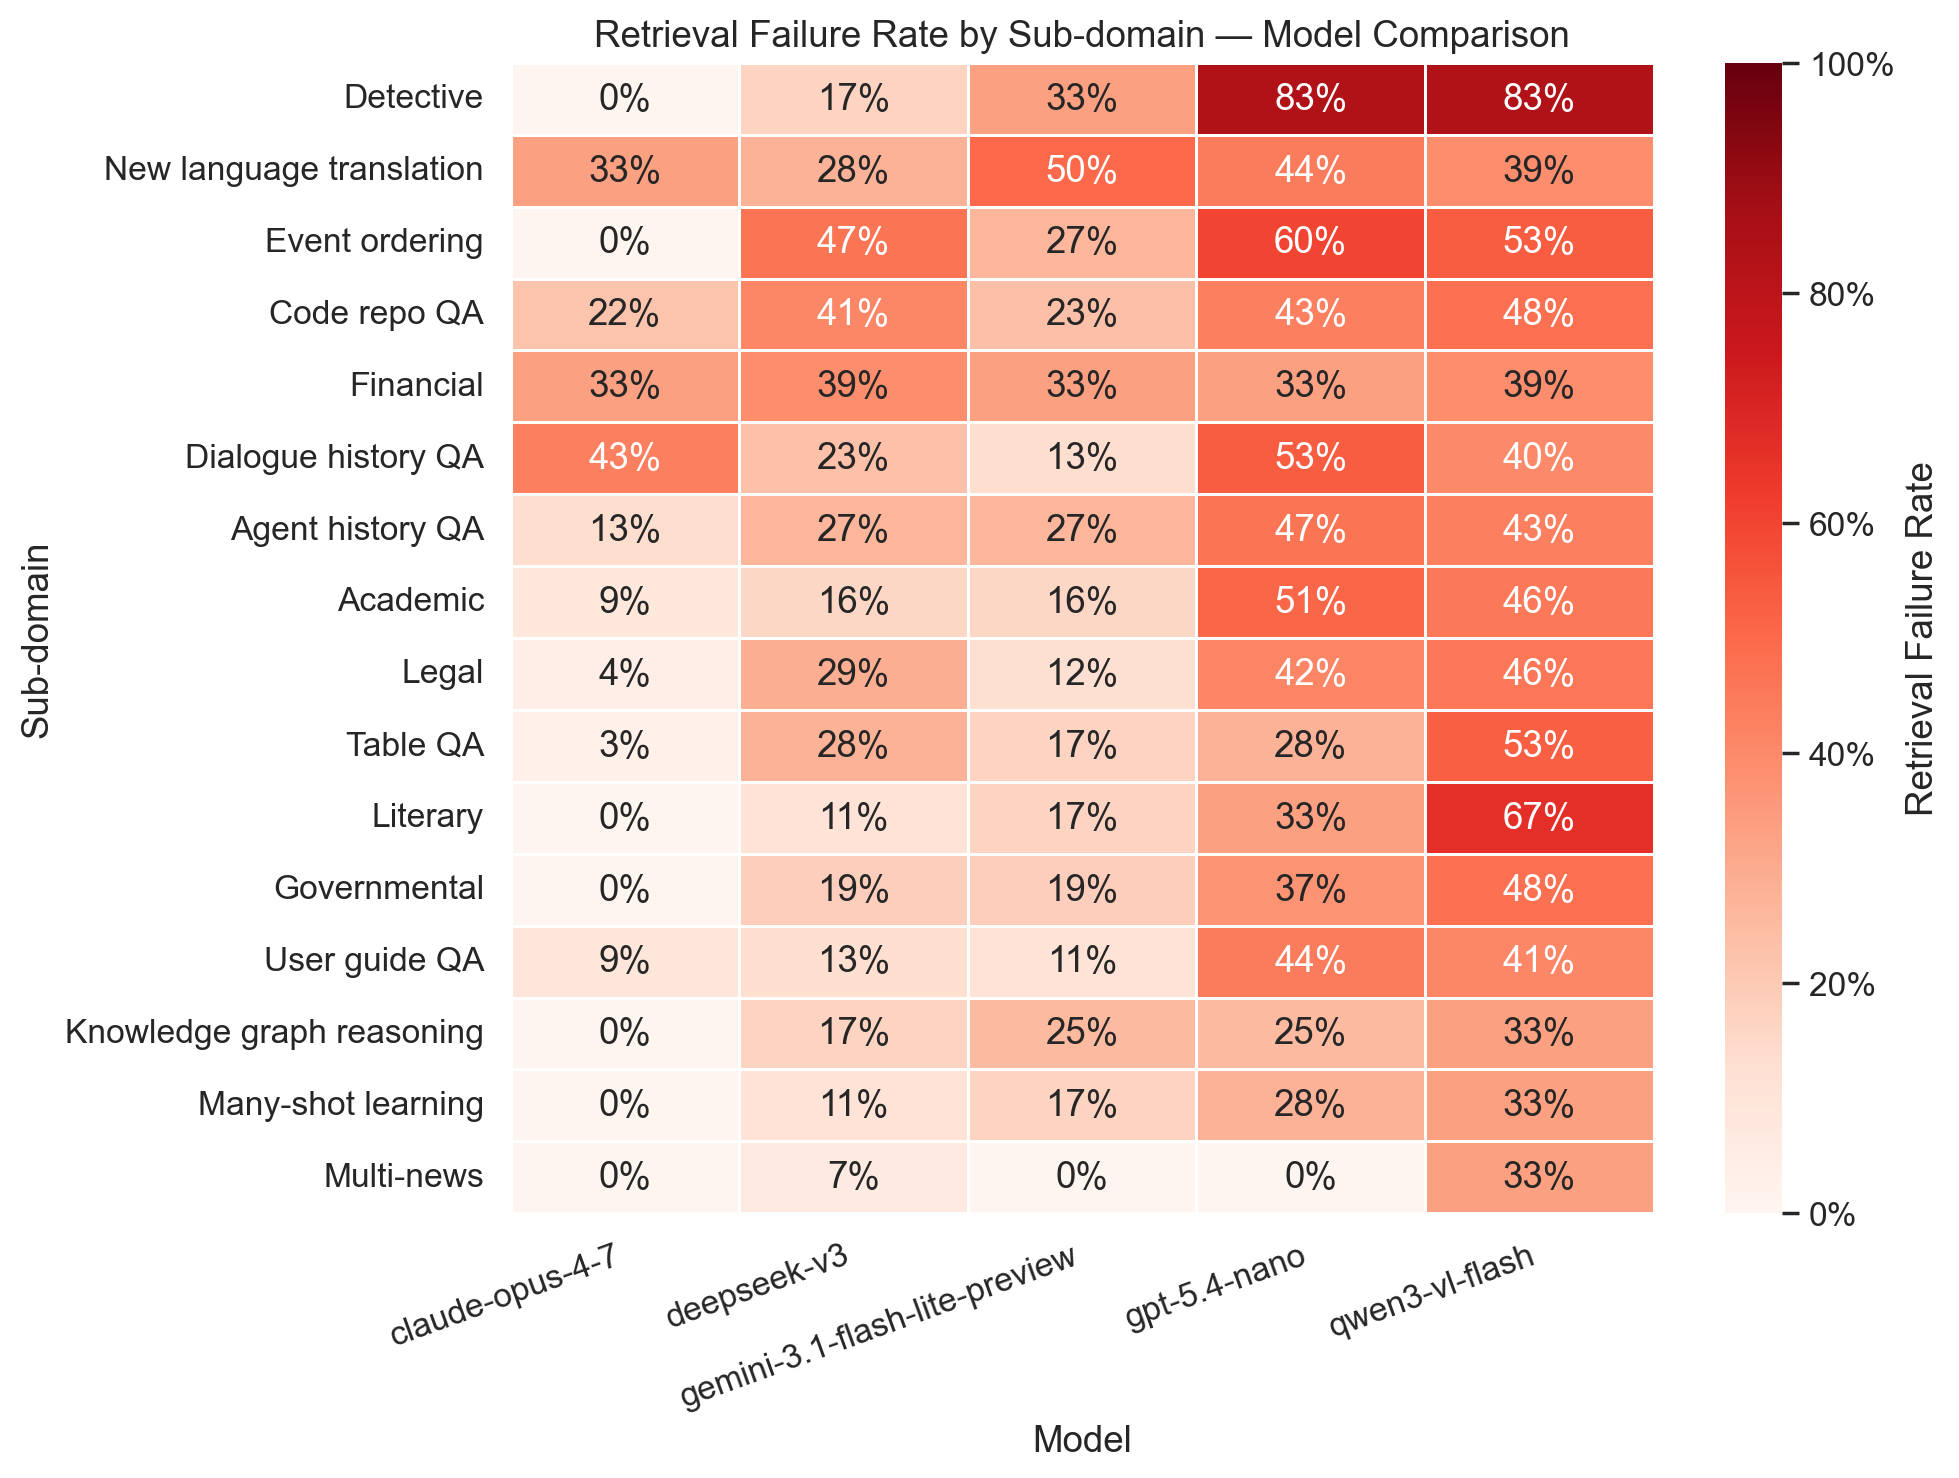 Retrieval Failure Rate by Sub-domain — Model Comparison
Detective 0% 17% 33% 83% 83%
New language translation 33% 28% 50% 44% 39%
Event ordering 0% 47% 27% 60% 53%
Code repo QA 22% 41% 23% 43% 48%
Financial 33% 39% 33% 33% 39%
Dialogue history QA 43% 23% 13% 53% 40%
Agent history QA 13% 27% 27% 47% 43%
Academic 9% 16% 16% 51% 46%
Legal 4% 29% 12% 42% 46%
Table QA 3% 28% 17% 28% 53%
Literary 0% 11% 17% 33% 67%
Governmental 0% 19% 19% 37% 48%
User guide QA 9% 13% 11% 44% 41%
Knowledge graph reasoning 0% 17% 25% 25% 33%
Many-shot learning 0% 11% 17% 28% 33%
Multi-news 0% 7% 0% 0% 33%
Sub-domain
claude-opus-4-7
deepseek-v3
gemini-3.1-flash-lite-preview
gpt-5.4-nano
qwen3-vl-flash
Model
100%
80%
60%
40%
20%
0%
Retrieval Failure Rate